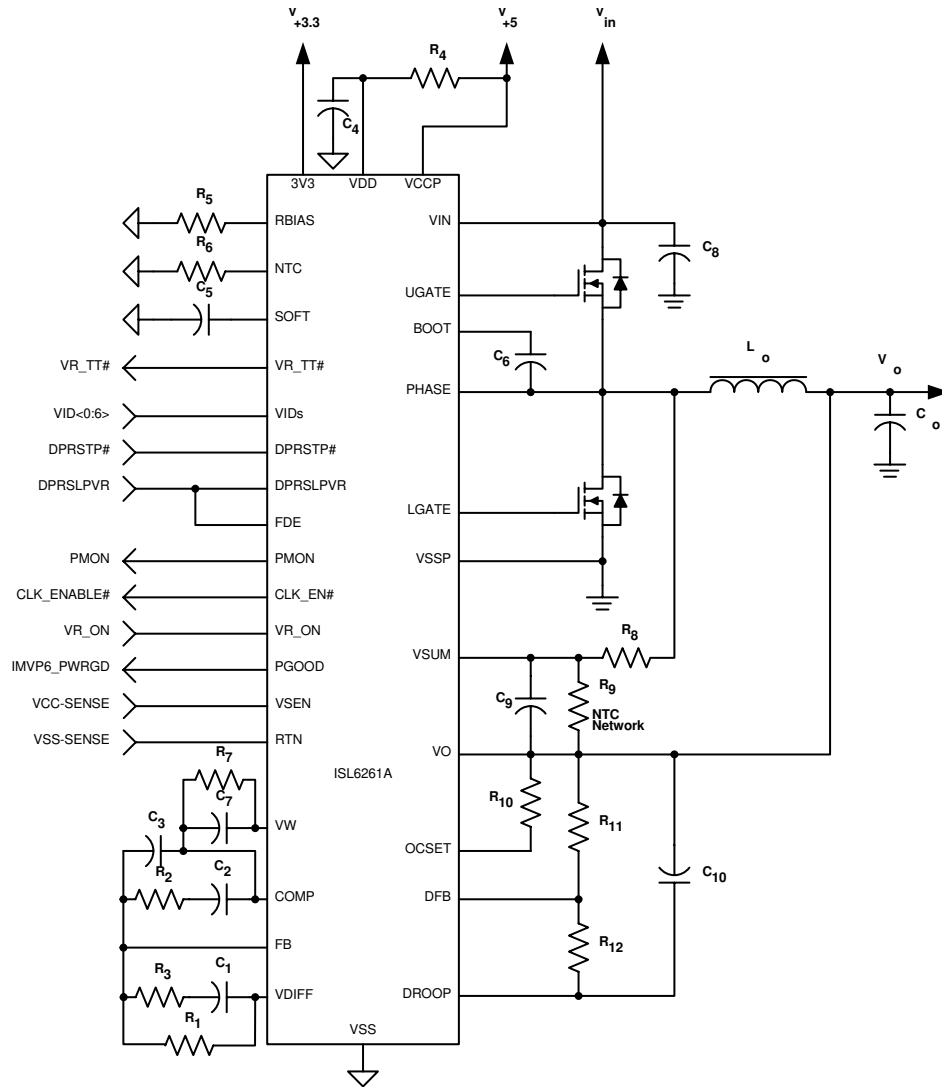 V+3.3
V+5
Vin
R4
C4
3V3
VDD
VCCP
R5
RBIAS
VIN
C8
R6
NTC
C5
UGATE
SOFT
BOOT
C6
Lo
Vo
VR_TT#
VR_TT#
PHASE
Co
VID<0:6>
VIDs
DPRSTP#
DPRSTP#
DPRSLPVR
DPRSLPVR
LGATE
FDE
PMON
PMON
VSSP
CLK_ENABLE#
CLK_EN#
VR_ON
VR_ON
R8
VSUM
IMVP6_PWRGD
PGOOD
R9
VCC-SENSE
VSEN
C9
NTC
Network
VSS-SENSE
RTN
VO
R7
ISL6261A
C7
R10
C3
VW
R11
R2
C2
OCSET
C10
COMP
DFB
FB
R12
R3
C1
VDIFF
DROOP
R1
VSS